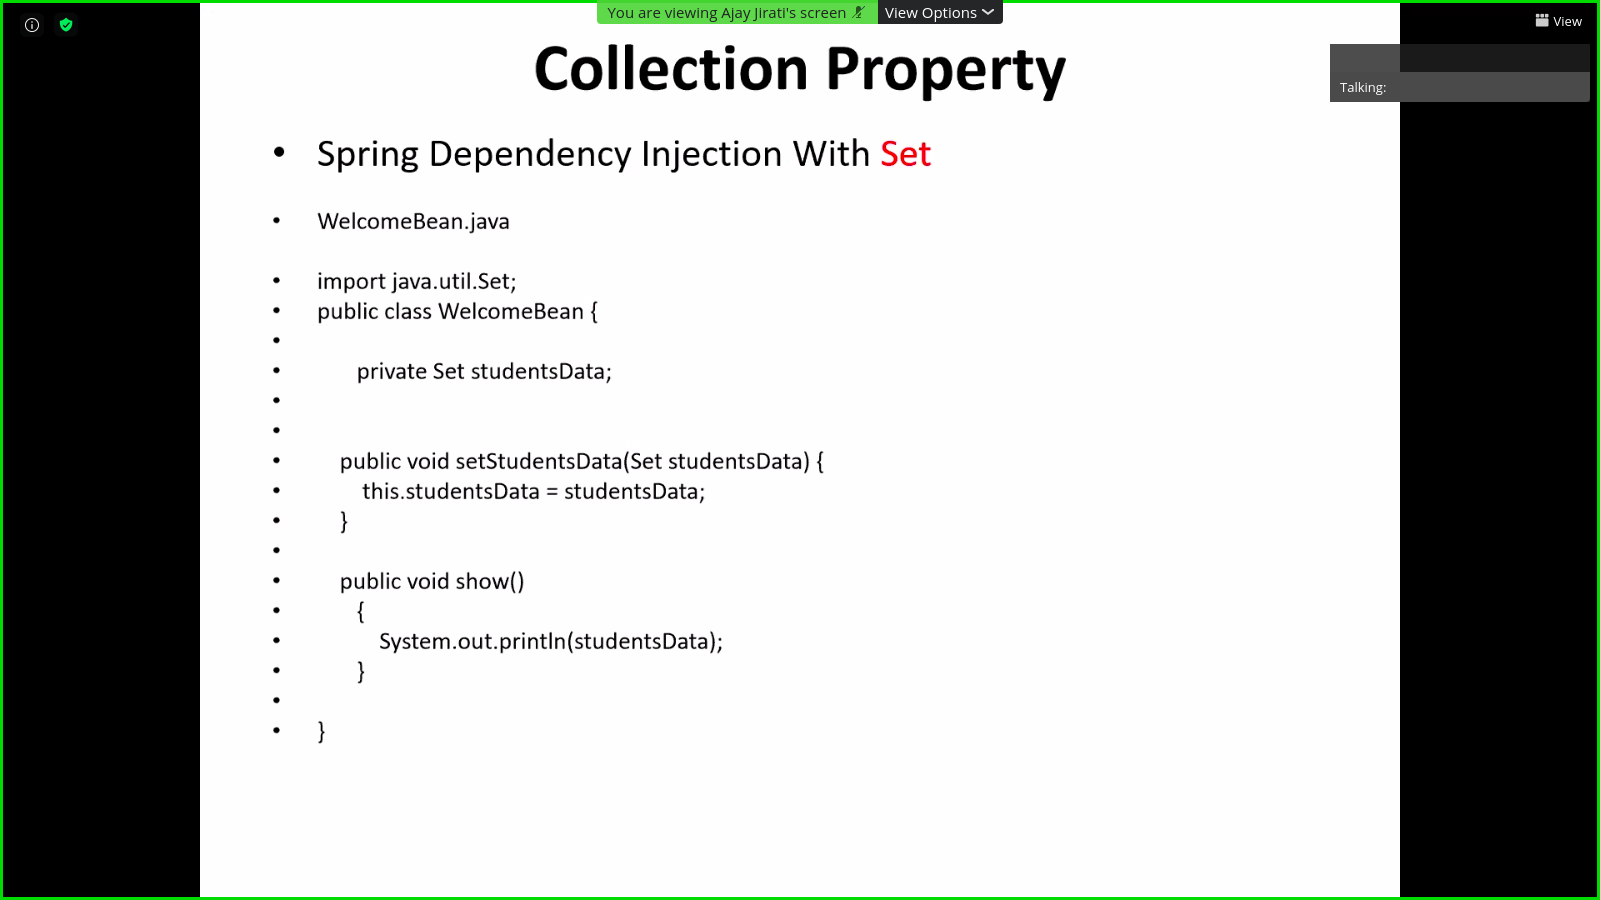 You are viewing Ajay Jirati's screen View Options
View
Talking:
Collection Property
• Spring Dependency Injection With Set
• WelcomeBean.java
• import java.util.Set;
• public class WelcomeBean {
•
• private Set studentsData;
•
•
• public void setStudentsData(Set studentsData) {
• this.studentsData = studentsData;
• }
•
• public void show()
• {
• System.out.println(studentsData);
• }
•
• }